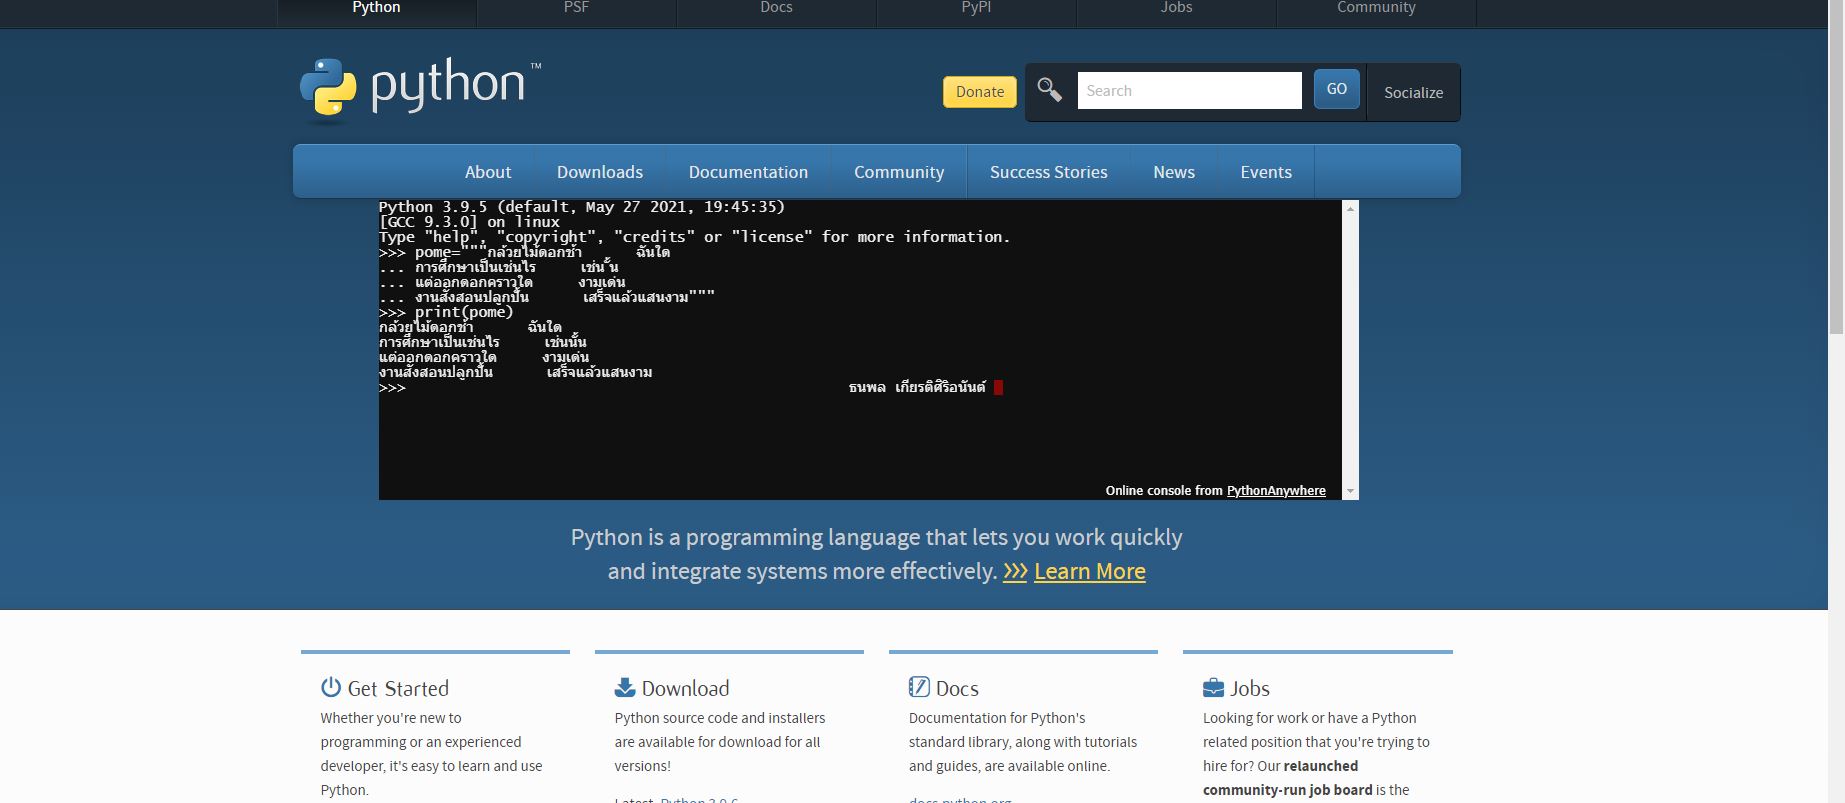 Python PSF Docs PyPI Jobs Community
python™
Donate Search GO Socialize
About Downloads Documentation Community Success Stories News Events
Python 3.9.5 (default, May 27 2021, 19:45:35)
[GCC 9.3.0] on linux
Type "help", "copyright", "credits" or "license" for more information.
>>> pome="""กล้วยไม้ดอกช้า ฉันใด
... การศึกษาเป็นเช่นไร เช่น ั้น
... แต่ออกดอกคราวใด งามเด่น
... งานสั่งสอนปลูกปั้น เสร็จแล้วแสนงาม"""
>>> print(pome)
กล้วยไม้ดอกช้า ฉันใด
การศึกษาเป็นเช่นไร เช่นนั้น
แต่ออกดอกคราวใด งามเด่น
งานสั่งสอนปลูกปั้น เสร็จแล้วแสนงาม
>>> ธนพล เกียรติศิริอนันต์
Online console from PythonAnywhere
Python is a programming language that lets you work quickly
and integrate systems more effectively. >>> Learn More
Get Started
Whether you're new to
programming or an experienced
developer, it's easy to learn and use
Python.
Download
Python source code and installers
are available for download for all
versions!
Latest: Python 3.9.6
Docs
Documentation for Python's
standard library, along with tutorials
and guides, are available online.
docs.python.org
Jobs
Looking for work or have a Python
related position that you're trying to
hire for? Our relaunched
community-run job board is the